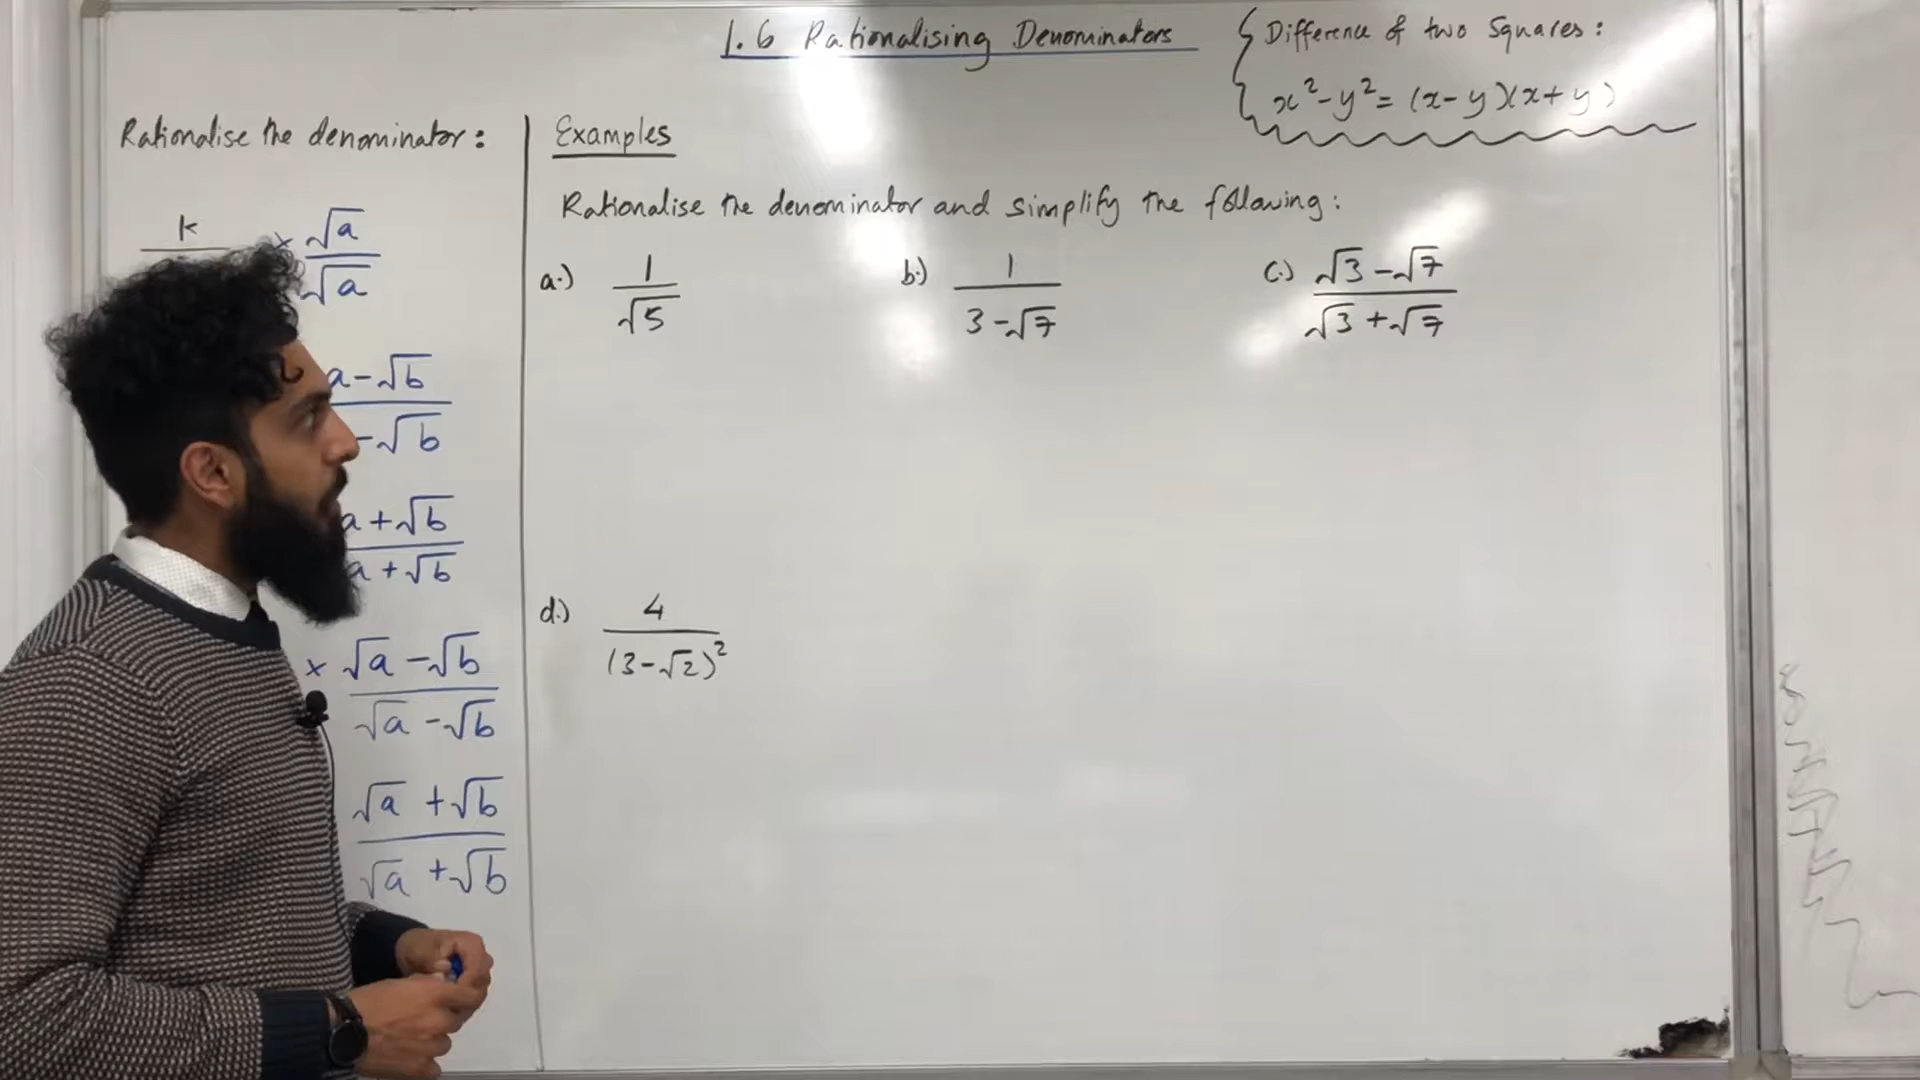 1.6 Rationalising Denominators
Difference of two Squares:
x² - y² = (x - y)(x + y)
Rationalise the denominator:
k × √a
√a
a - √b
- √b
a + √b
a + √b
× √a - √b
√a - √b
√a + √b
√a + √b
Examples
Rationalise the denominator and simplify the following:
a.) 1
√5
b.) 1
3 - √7
c.) √3 - √7
√3 + √7
d.) 4
(3 - √2)²